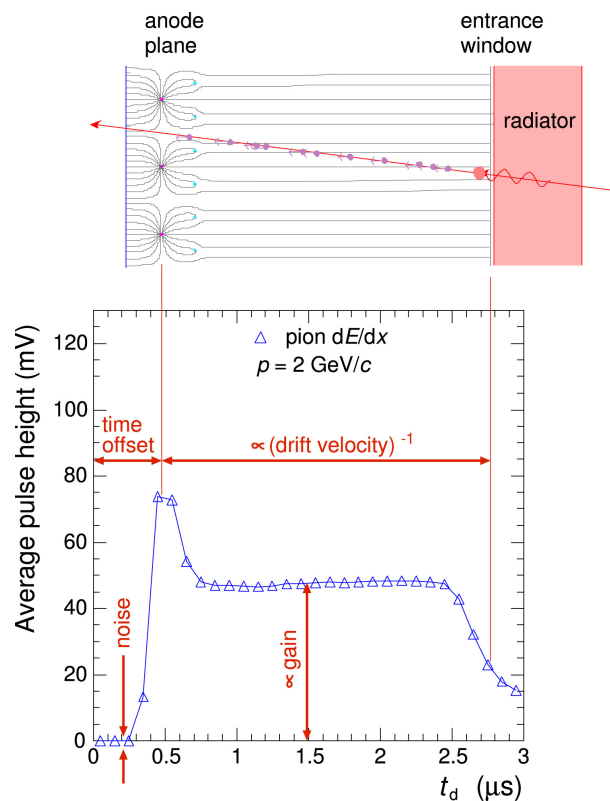 anode
plane
entrance
window
radiator
Average pulse height (mV)
120
100
80
60
40
20
0
△ pion dE/dx
p = 2 GeV/c
time
offset
∝ (drift velocity) -1
noise
∝ gain
0 0.5 1 1.5 2 2.5 3
td (μs)